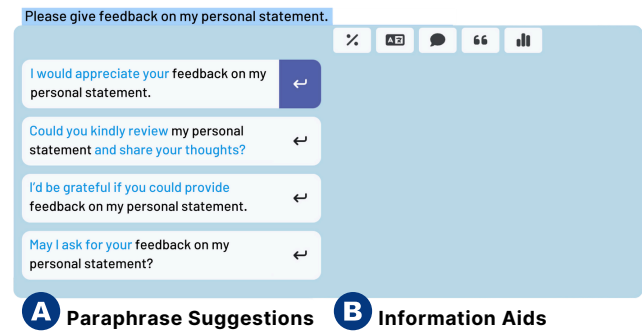 Please give feedback on my personal statement.
I would appreciate your feedback on my
personal statement.
Could you kindly review my personal
statement and share your thoughts?
I'd be grateful if you could provide
feedback on my personal statement.
May I ask for your feedback on my
personal statement?
A Paraphrase Suggestions
B Information Aids